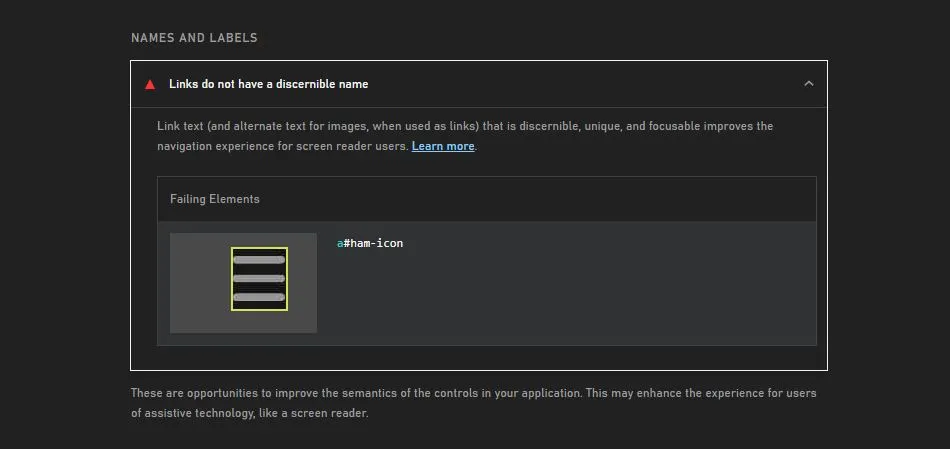 NAMES AND LABELS
Links do not have a discernible name
Link text (and alternate text for images, when used as links) that is discernible, unique, and focusable improves the
navigation experience for screen reader users. Learn more.
Failing Elements
a#ham-icon
These are opportunities to improve the semantics of the controls in your application. This may enhance the experience for users
of assistive technology, like a screen reader.